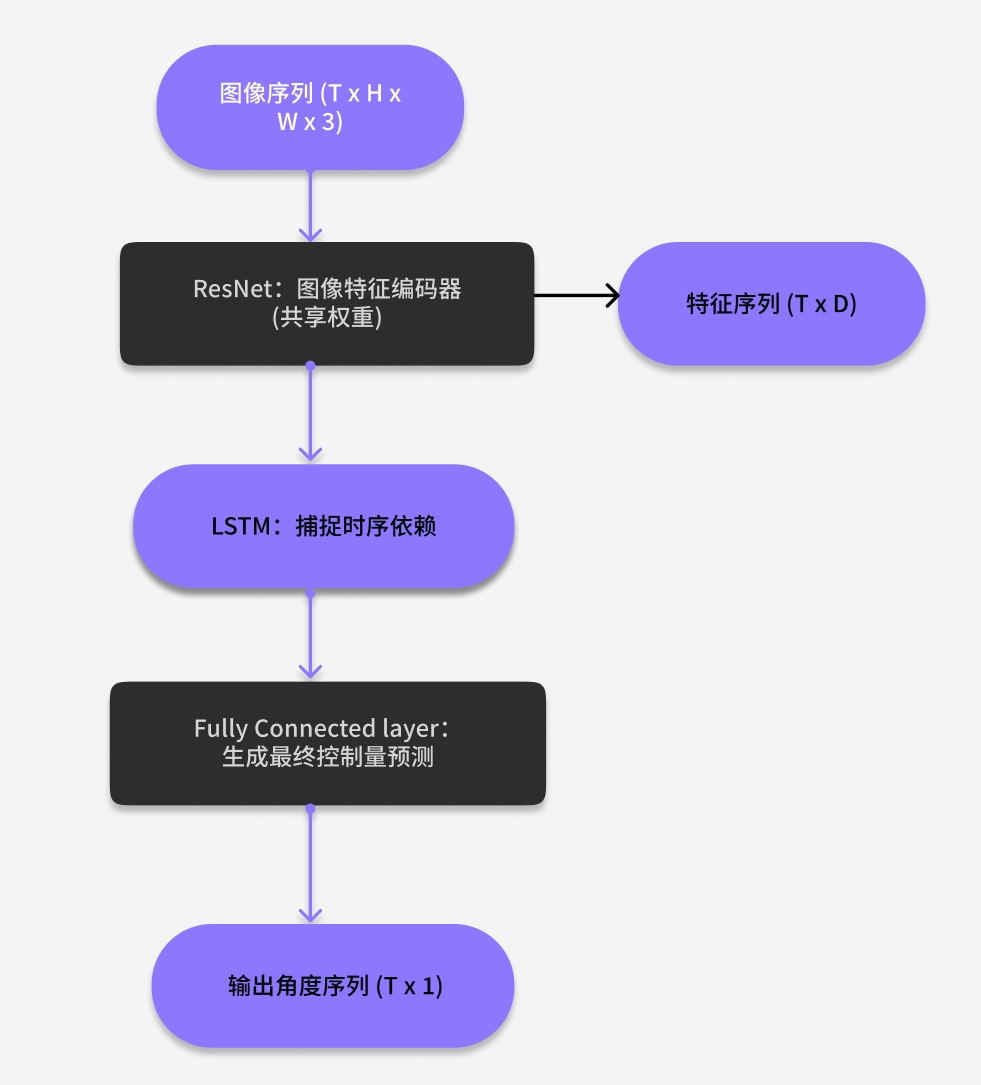 图像序列 (T x H x
W x 3)
ResNet：图像特征编码器
(共享权重)
特征序列 (T x D)
LSTM：捕捉时序依赖
Fully Connected layer：
生成最终控制量预测
输出角度序列 (T x 1)